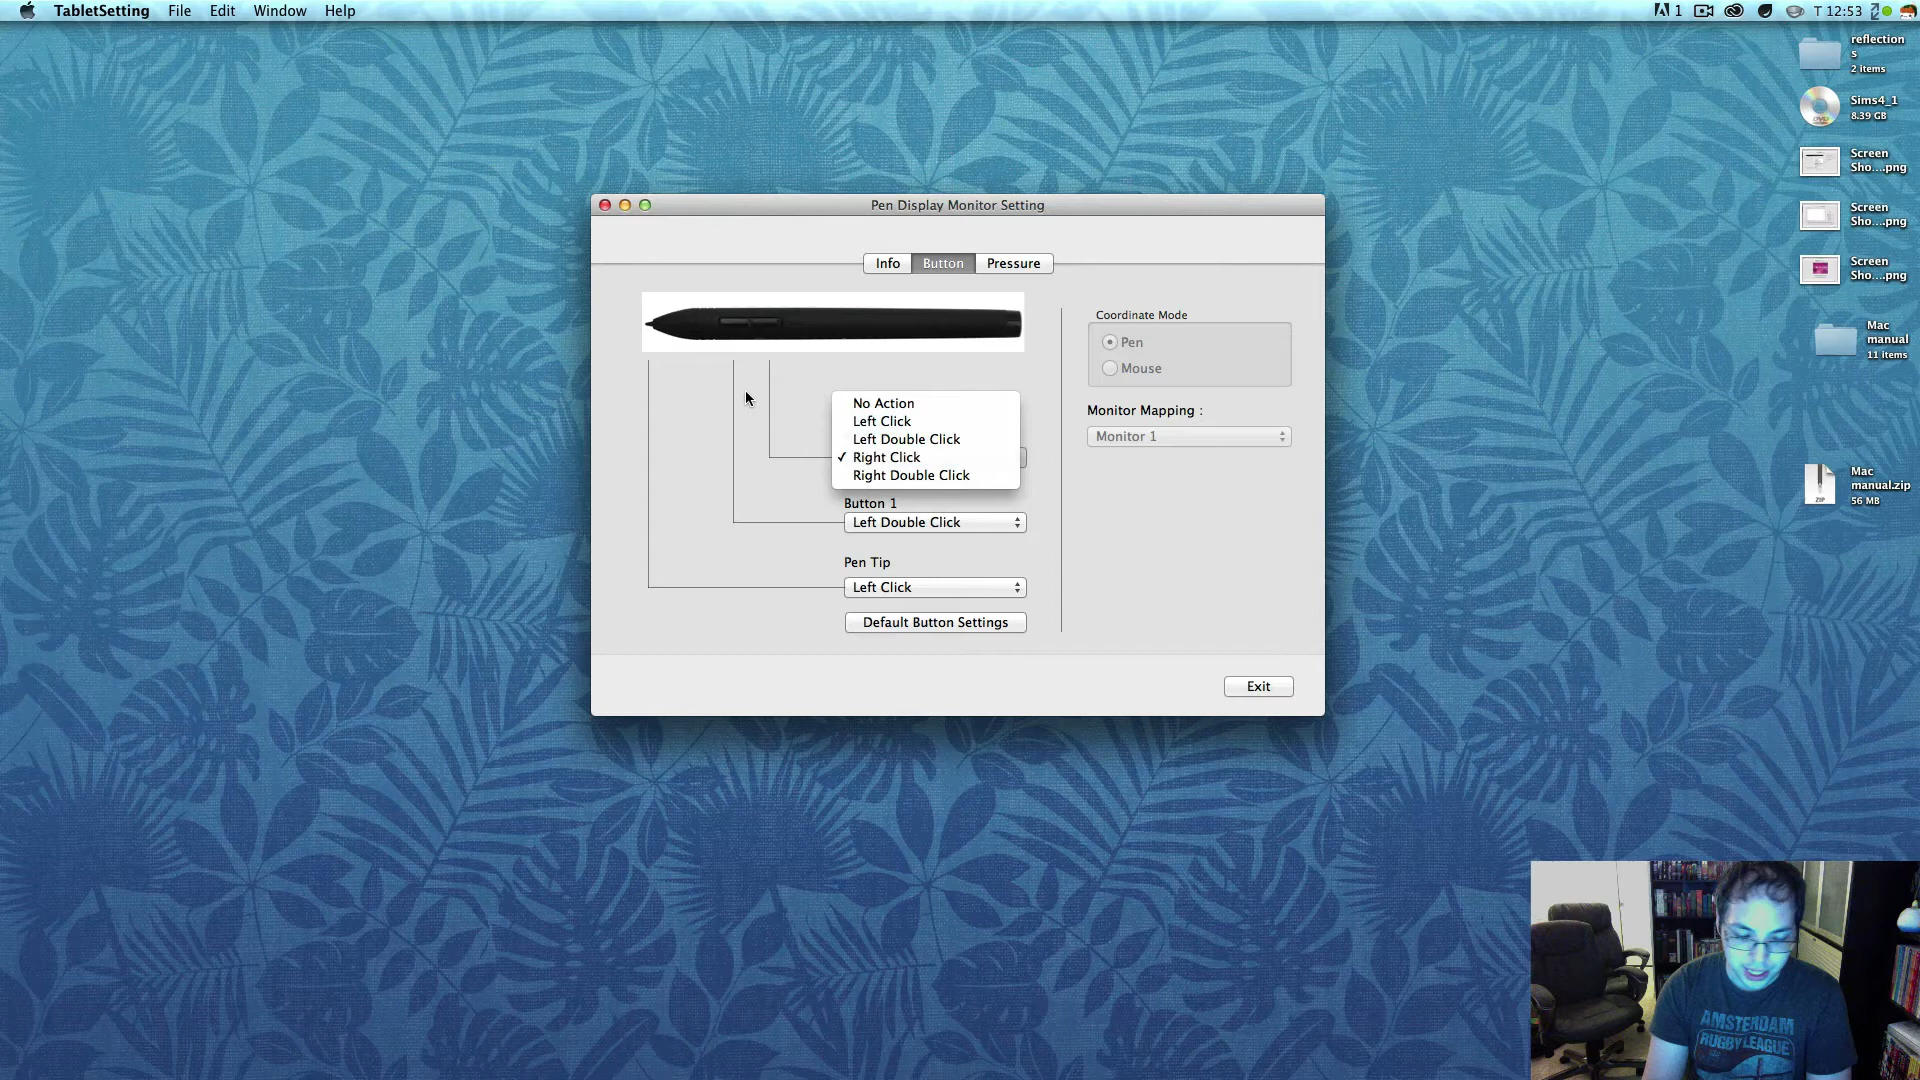 TabletSetting File Edit Window Help
1 T 12:53
reflection
s
2 items
Sims4_1
8.39 GB
Screen
Sho....png
Screen
Sho....png
Screen
Sho....png
Mac
manual
11 items
Mac
manual.zip
56 MB
ZIP
DVD
Pen Display Monitor Setting
Info Button Pressure
No Action
Left Click
Left Double Click
✓ Right Click
Right Double Click
Button 1
Left Double Click
Pen Tip
Left Click
Default Button Settings
Coordinate Mode
Pen
Mouse
Monitor Mapping :
Monitor 1
Exit
AMSTERDAM
RUGBY LEAGUE